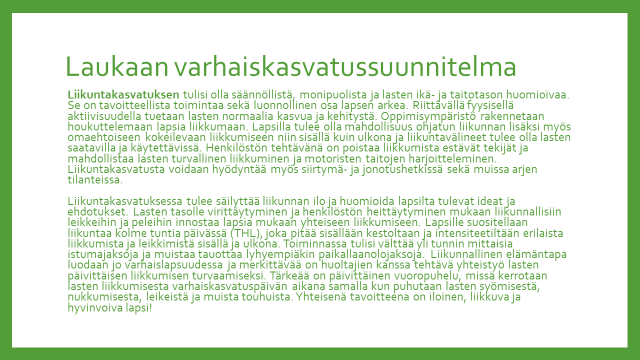 Laukaan varhaiskasvatussuunnitelma
Liikuntakasvatuksen tulisi olla säännöllistä, monipuolista ja lasten ikä- ja taitotason huomioivaa.
Se on tavoitteellista toimintaa sekä luonnollinen osa lapsen arkea. Riittävällä fyysisellä
aktiivisuudella tuetaan lasten normaalia kasvua ja kehitystä. Oppimisympäristö rakennetaan
houkuttelemaan lapsia liikkumaan. Lapsilla tulee olla mahdollisuus ohjatun liikunnan lisäksi myös
omaehtoiseen kokeilevaan liikkumiseen niin sisällä kuin ulkona ja liikuntavälineet tulee olla lasten
saatavilla ja käytettävissä. Henkilöstön tehtävänä on poistaa liikkumista estävät tekijät ja
mahdollistaa lasten turvallinen liikkuminen ja motoristen taitojen harjoitteleminen.
Liikuntakasvatusta voidaan hyödyntää myös siirtymä- ja jonotushetkissä sekä muissa arjen
tilanteissa.
Liikuntakasvatuksessa tulee säilyttää liikunnan ilo ja huomioida lapsilta tulevat ideat ja
ehdotukset. Lasten tasolle virittäytyminen ja henkilöstön heittäytyminen mukaan liikunnallisiin
leikkeihin ja peleihin innostaa lapsia mukaan yhteiseen liikkumiseen. Lapsille suositellaan
liikuntaa kolme tuntia päivässä (THL), joka pitää sisällään kestoltaan ja intensiteetiltään erilaista
liikkumista ja leikkimistä sisällä ja ulkona. Toiminnassa tulisi välttää yli tunnin mittaisia
istumajaksoja ja muistaa tauottaa lyhyempiäkin paikallaanolojaksoja. Liikunnallinen elämäntapa
luodaan jo varhaislapsuudessa ja merkittävää on huoltajien kanssa tehtävä yhteistyö lasten
päivittäisen liikkumisen turvaamiseksi. Tärkeää on päivittäinen vuoropuhelu, missä kerrotaan
lasten liikkumisesta varhaiskasvatuspäivän aikana samalla kun puhutaan lasten syömisestä,
nukkumisesta, leikeistä ja muista touhuista. Yhteisenä tavoitteena on iloinen, liikkuva ja
hyvinvoiva lapsi!